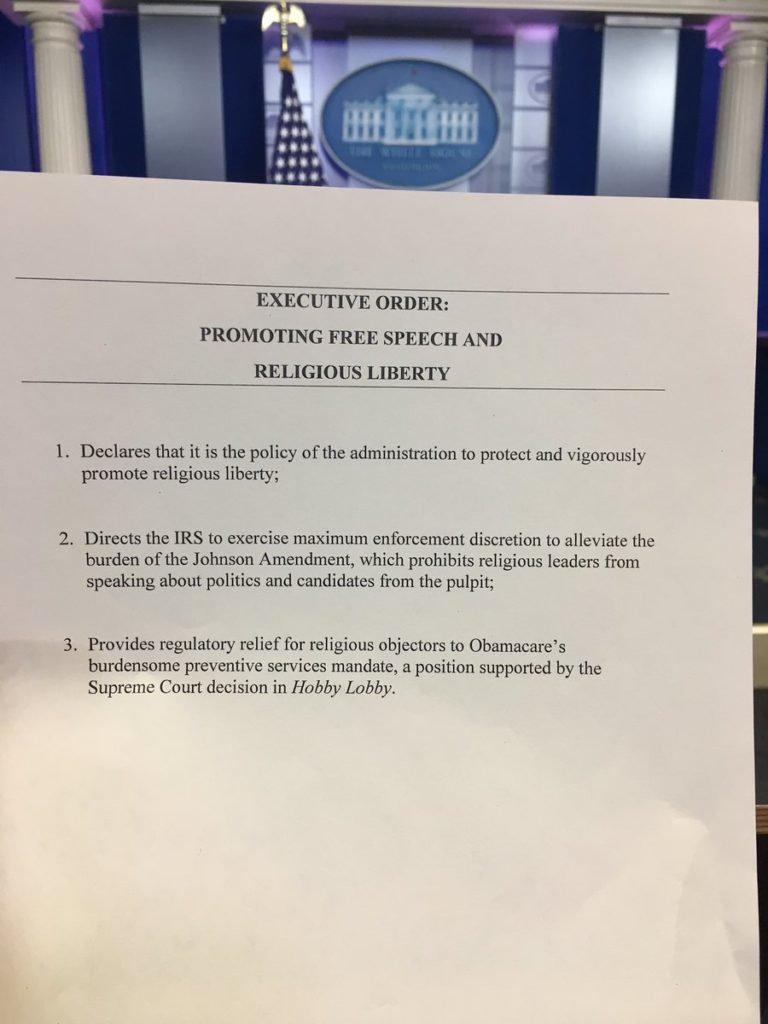 THE WHITE HOUSE
WASHINGTON
EXECUTIVE ORDER:
PROMOTING FREE SPEECH AND
RELIGIOUS LIBERTY
1. Declares that it is the policy of the administration to protect and vigorously
promote religious liberty;
2. Directs the IRS to exercise maximum enforcement discretion to alleviate the
burden of the Johnson Amendment, which prohibits religious leaders from
speaking about politics and candidates from the pulpit;
3. Provides regulatory relief for religious objectors to Obamacare’s
burdensome preventive services mandate, a position supported by the
Supreme Court decision in Hobby Lobby.